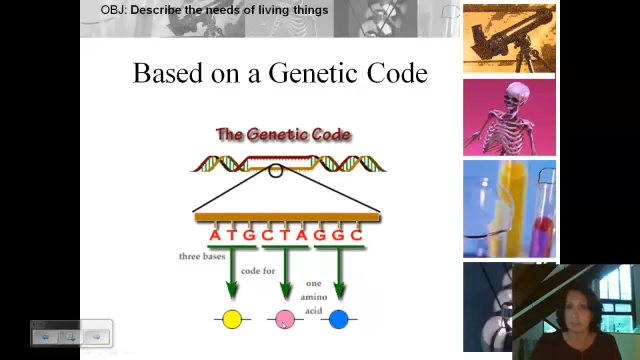 OBJ: Describe the needs of living things
Based on a Genetic Code
The Genetic Code
A T G C T A G G C
three bases
code for
one
amino
acid